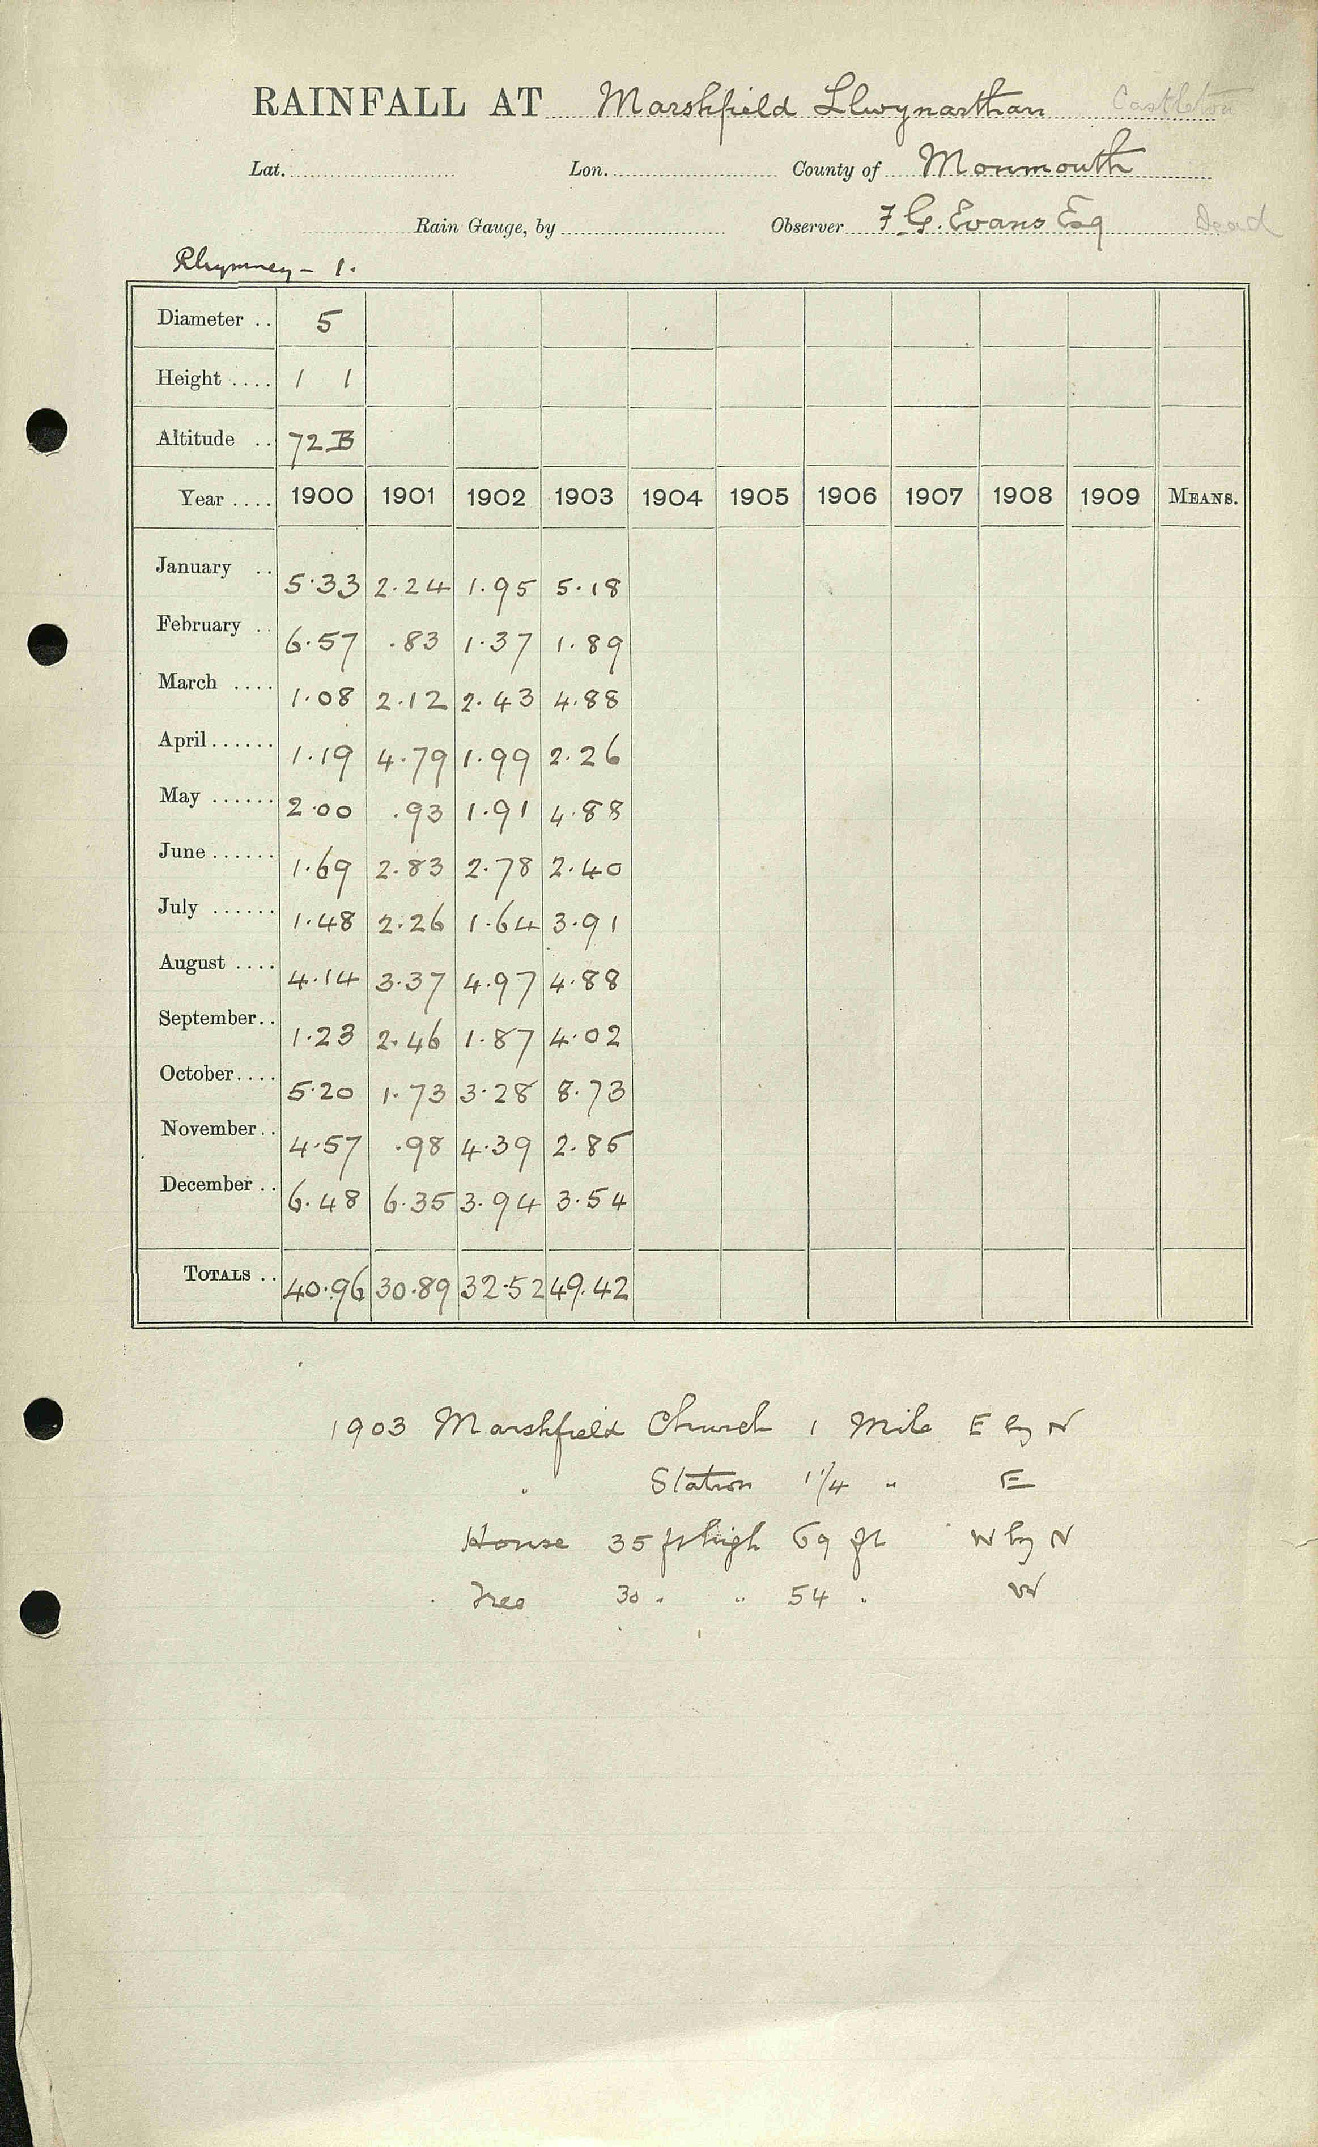 RAINFALL AT Marshfield Llwynarthan Castleton
Lat. Lon. County of Monmouth
Rain Gauge, by Observer F. G. Evans Esq Dead
Rhymney - 1.
Diameter .. 5
Height .... 1 1
Altitude .. 72 B
Year .... 1900 1901 1902 1903 1904 1905 1906 1907 1908 1909 MEANS.
January .. 5.33 2.24 1.95 5.18
February .. 6.57 .83 1.37 1.89
March .... 1.08 2.12 2.43 4.88
April...... 1.19 4.79 1.99 2.26
May ...... 2.00 .93 1.91 4.88
June...... 1.69 2.83 2.78 2.40
July ...... 1.48 2.26 1.64 3.91
August .... 4.14 3.37 4.97 4.88
September.. 1.23 2.46 1.87 4.02
October.... 5.20 1.73 3.28 8.73
November.. 4.57 .98 4.39 2.85
December .. 6.48 6.35 3.94 3.54
TOTALS .. 40.96 30.89 32.52 49.42
1903 Marshfield Church 1 Mile E by N
" Station 1 1/4 " E
House 35 ft high 69 ft W by N
Tree 30 " " 54 " W